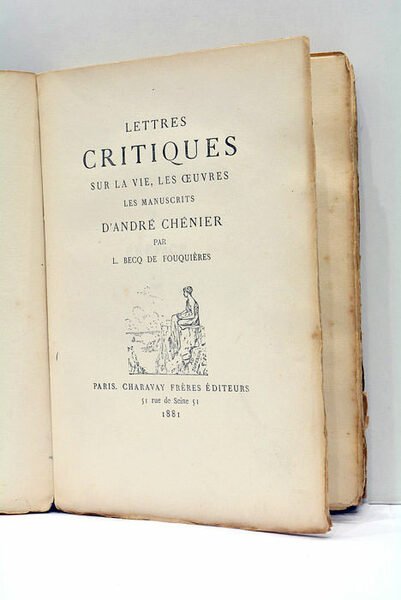 LETTRES
CRITIQUES
SUR LA VIE, LES ŒUVRES
LES MANUSCRITS
D'ANDRÉ CHÉNIER
PAR
L. BECQ DE FOUQUIÈRES
PARIS. CHARAVAY FRÈRES ÉDITEURS
51 rue de Seine 51
1881